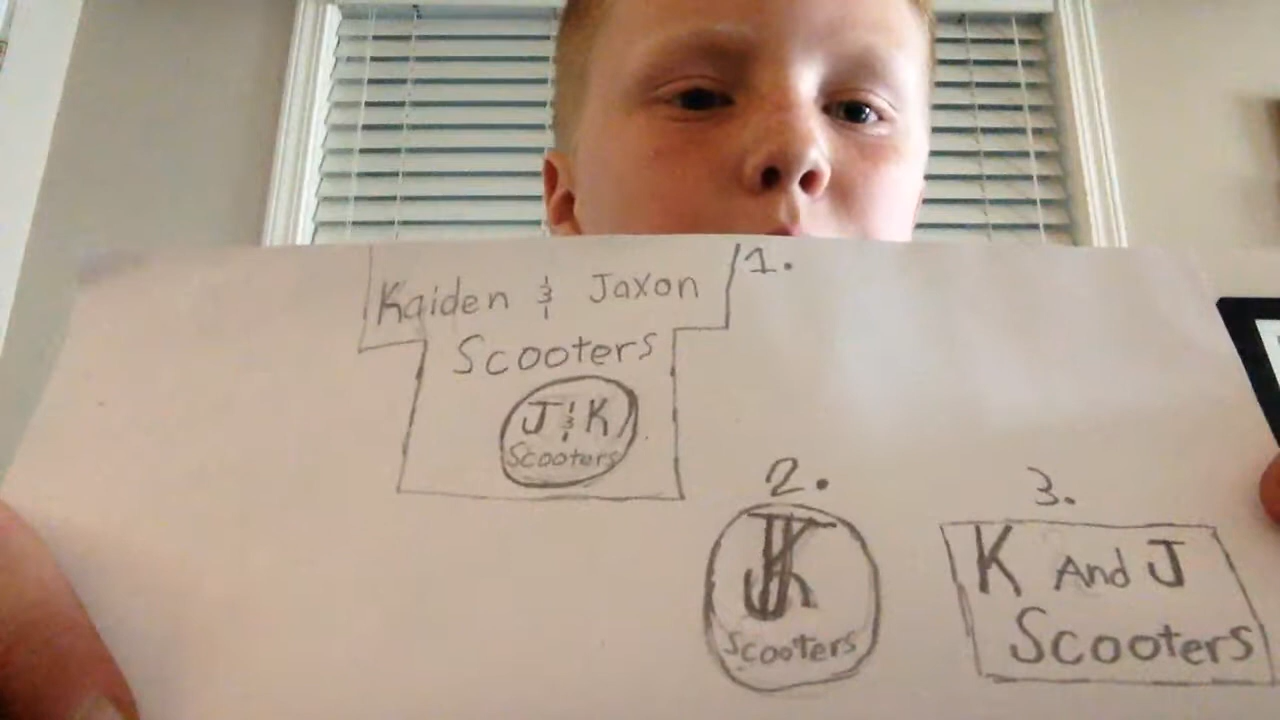 1.
Kaiden & Jaxon
Scooters
J & K
Scooters
2.
JK
Scooters
3.
K And J
Scooters